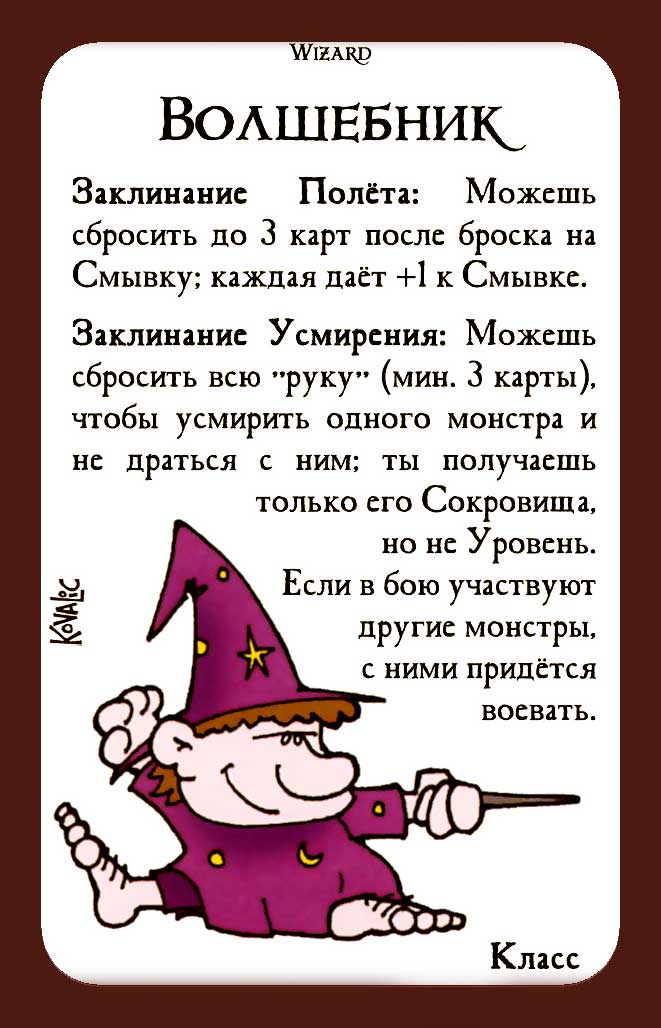 Wizard
Волшебник
Заклинание Полёта: Можешь
сбросить до 3 карт после броска на
Смывку; каждая даёт +1 к Смывке.
Заклинание Усмирения: Можешь
сбросить всю ”руку” (мин. 3 карты),
чтобы усмирить одного монстра и
не драться с ним; ты получаешь
только его Сокровища,
но не Уровень.
Если в бою участвуют
другие монстры,
с ними придётся
воевать.
Kovalic
Класс